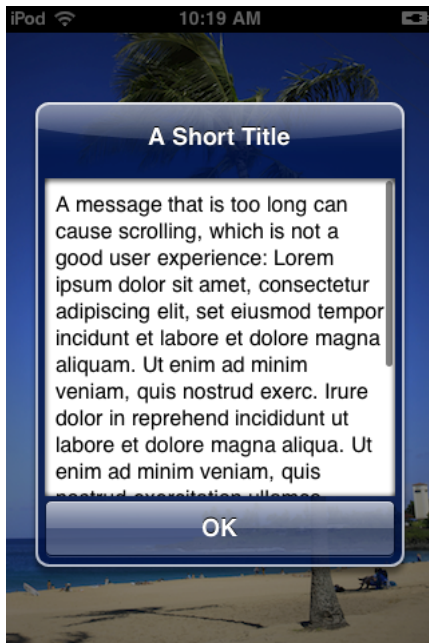 iPod 10:19 AM
A Short Title
A message that is too long can
cause scrolling, which is not a
good user experience: Lorem
ipsum dolor sit amet, consectetur
adipiscing elit, set eiusmod tempor
incidunt et labore et dolore magna
aliquam. Ut enim ad minim
veniam, quis nostrud exerc. Irure
dolor in reprehend incididunt ut
labore et dolore magna aliqua. Ut
enim ad minim veniam, quis
nostrud exercitation ullamco
OK